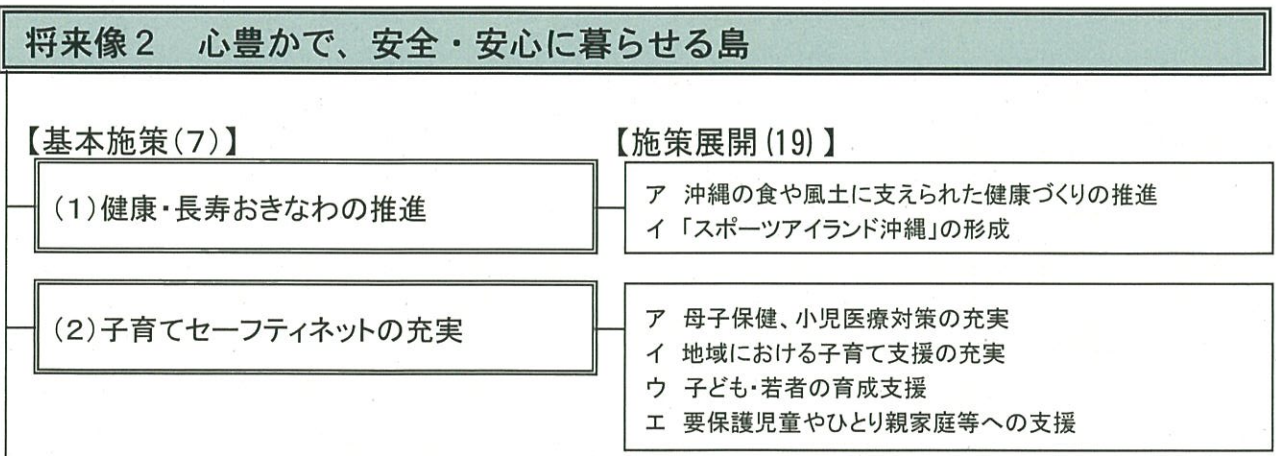 将来像2 心豊かで、安全・安心に暮らせる島
【基本施策(7)】
【施策展開(19)】
(1)健康・長寿おきなわの推進
ア 沖縄の食や風土に支えられた健康づくりの推進
イ 「スポーツアイランド沖縄」の形成
(2)子育てセーフティネットの充実
ア 母子保健、小児医療対策の充実
イ 地域における子育て支援の充実
ウ 子ども・若者の育成支援
エ 要保護児童やひとり親家庭等への支援